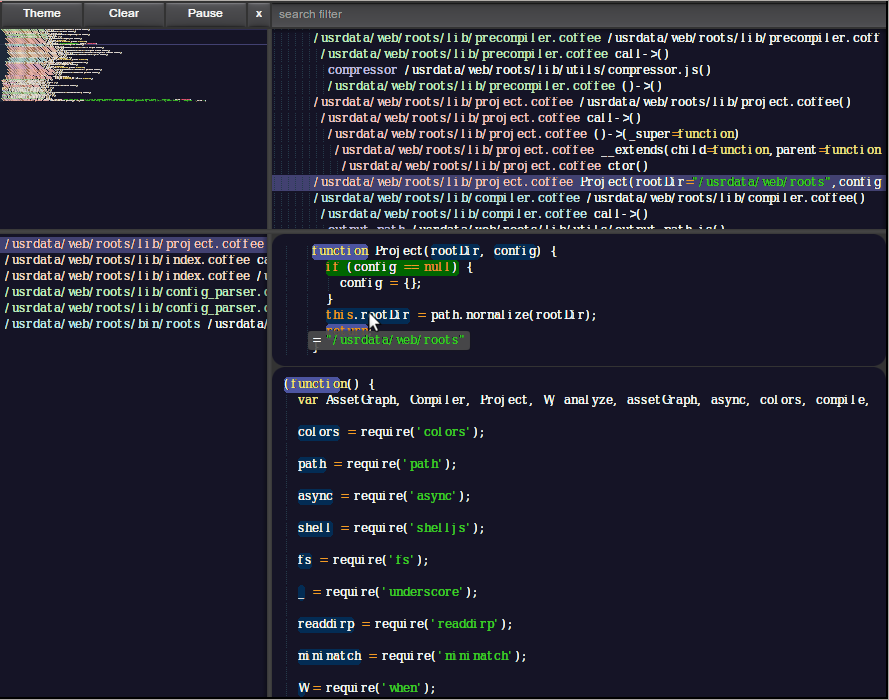 Theme Clear Pause x search filter
/usrdata/web/roots/lib/precompiler.coffee /usrdata/web/roots/lib/precompiler.coff
/usrdata/web/roots/lib/precompiler.coffee call->()
compressor /usrdata/web/roots/lib/utils/compressor.js()
/usrdata/web/roots/lib/precompiler.coffee ()->()
/usrdata/web/roots/lib/project.coffee /usrdata/web/roots/lib/project.coffee()
/usrdata/web/roots/lib/project.coffee call->()
/usrdata/web/roots/lib/project.coffee ()->(_super=function)
/usrdata/web/roots/lib/project.coffee __extends(child=function,parent=function
/usrdata/web/roots/lib/project.coffee ctor()
/usrdata/web/roots/lib/project.coffee Project(rootDir="/usrdata/web/roots",config
/usrdata/web/roots/lib/compiler.coffee /usrdata/web/roots/lib/compiler.coffee()
/usrdata/web/roots/lib/compiler.coffee call->()
output_path /usrdata/web/roots/lib/utils/output_path.js()
/usrdata/web/roots/lib/project.coffee
/usrdata/web/roots/lib/index.coffee ca
/usrdata/web/roots/lib/index.coffee /u
/usrdata/web/roots/lib/config_parser.c
/usrdata/web/roots/lib/config_parser.c
/usrdata/web/roots/bin/roots /usrdata/
function Project(rootDir, config) {
if (config == null) {
config = {};
}
this.rootDir = path.normalize(rootDir);
return
= "/usrdata/web/roots"
}
(function() {
var AssetGraph, Compiler, Project, W, analyze, assetGraph, async, colors, compile,
colors = require('colors');
path = require('path');
async = require('async');
shell = require('shelljs');
fs = require('fs');
_ = require('underscore');
readdirp = require('readdirp');
minimatch = require('minimatch');
W = require('when');